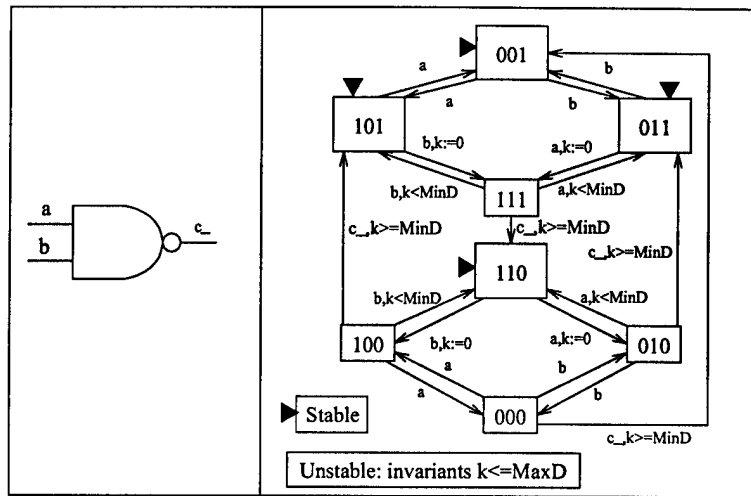 a
b
c_
001
a
a
b
b
101
011
b,k:=0
a,k:=0
b,k<MinD
a,k<MinD
111
c_,k>=MinD
c_,k>=MinD
c_,k>=MinD
110
b,k<MinD
a,k<MinD
100
010
b,k:=0
a,k:=0
a
b
a
b
000
Stable
c_,k>=MinD
Unstable: invariants k<=MaxD